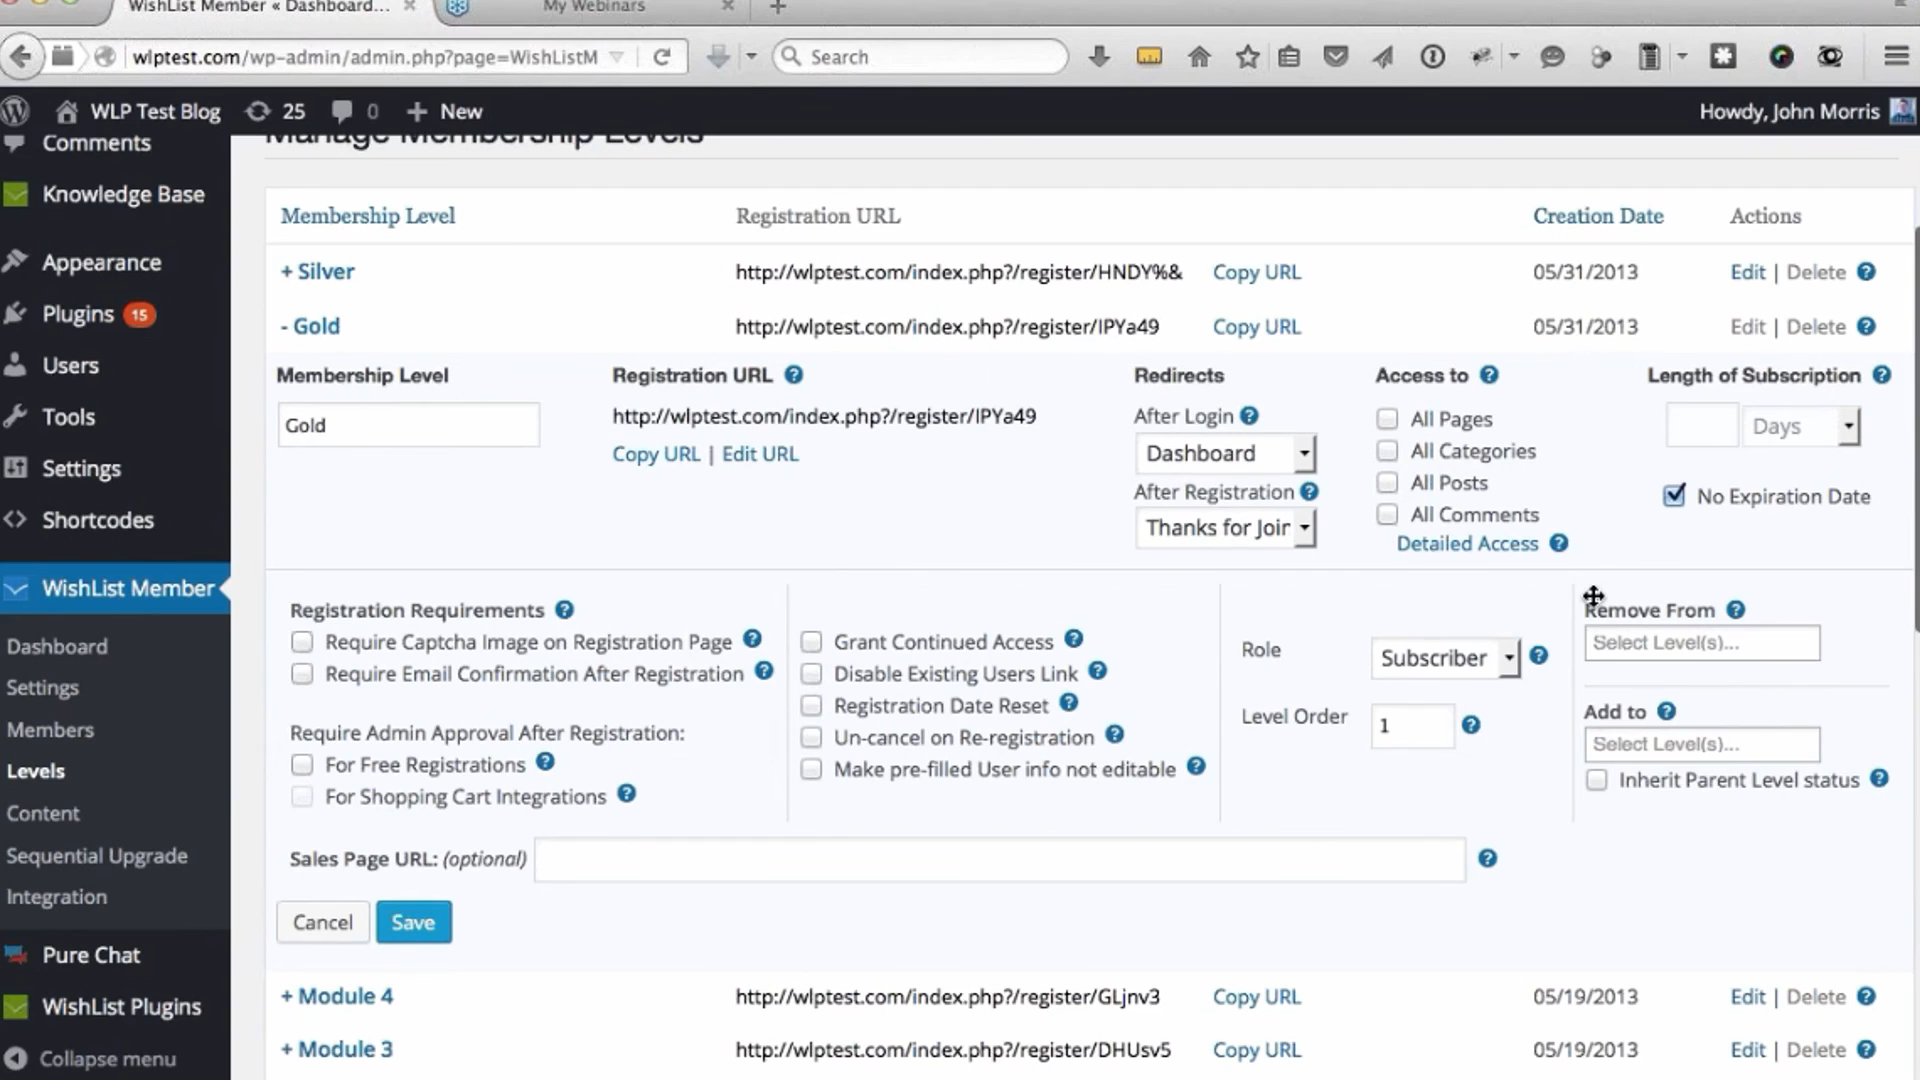 WishList Member « Dashboard...
My Webinars
wlptest.com/wp-admin/admin.php?page=WishListM
Search
WLP Test Blog
25
0
New
Howdy, John Morris
Comments
Knowledge Base
Appearance
Plugins 15
Users
Tools
Settings
Shortcodes
WishList Member
Dashboard
Settings
Members
Levels
Content
Sequential Upgrade
Integration
Pure Chat
WishList Plugins
Collapse menu
Manage Membership Levels
Membership Level Registration URL Creation Date Actions
+ Silver http://wlptest.com/index.php?/register/HNDY%& Copy URL 05/31/2013 Edit | Delete
- Gold http://wlptest.com/index.php?/register/IPYa49 Copy URL 05/31/2013 Edit | Delete
Membership Level
Gold
Registration URL
http://wlptest.com/index.php?/register/IPYa49
Copy URL | Edit URL
Redirects
After Login
Dashboard
After Registration
Thanks for Join
Access to
All Pages
All Categories
All Posts
All Comments
Detailed Access
Length of Subscription
Days
No Expiration Date
Registration Requirements
Require Captcha Image on Registration Page
Require Email Confirmation After Registration
Require Admin Approval After Registration:
For Free Registrations
For Shopping Cart Integrations
Grant Continued Access
Disable Existing Users Link
Registration Date Reset
Un-cancel on Re-registration
Make pre-filled User info not editable
Role Subscriber
Level Order 1
Remove From
Select Level(s)...
Add to
Select Level(s)...
Inherit Parent Level status
Sales Page URL: (optional)
Cancel Save
+ Module 4 http://wlptest.com/index.php?/register/GLjnv3 Copy URL 05/19/2013 Edit | Delete
+ Module 3 http://wlptest.com/index.php?/register/DHUsv5 Copy URL 05/19/2013 Edit | Delete